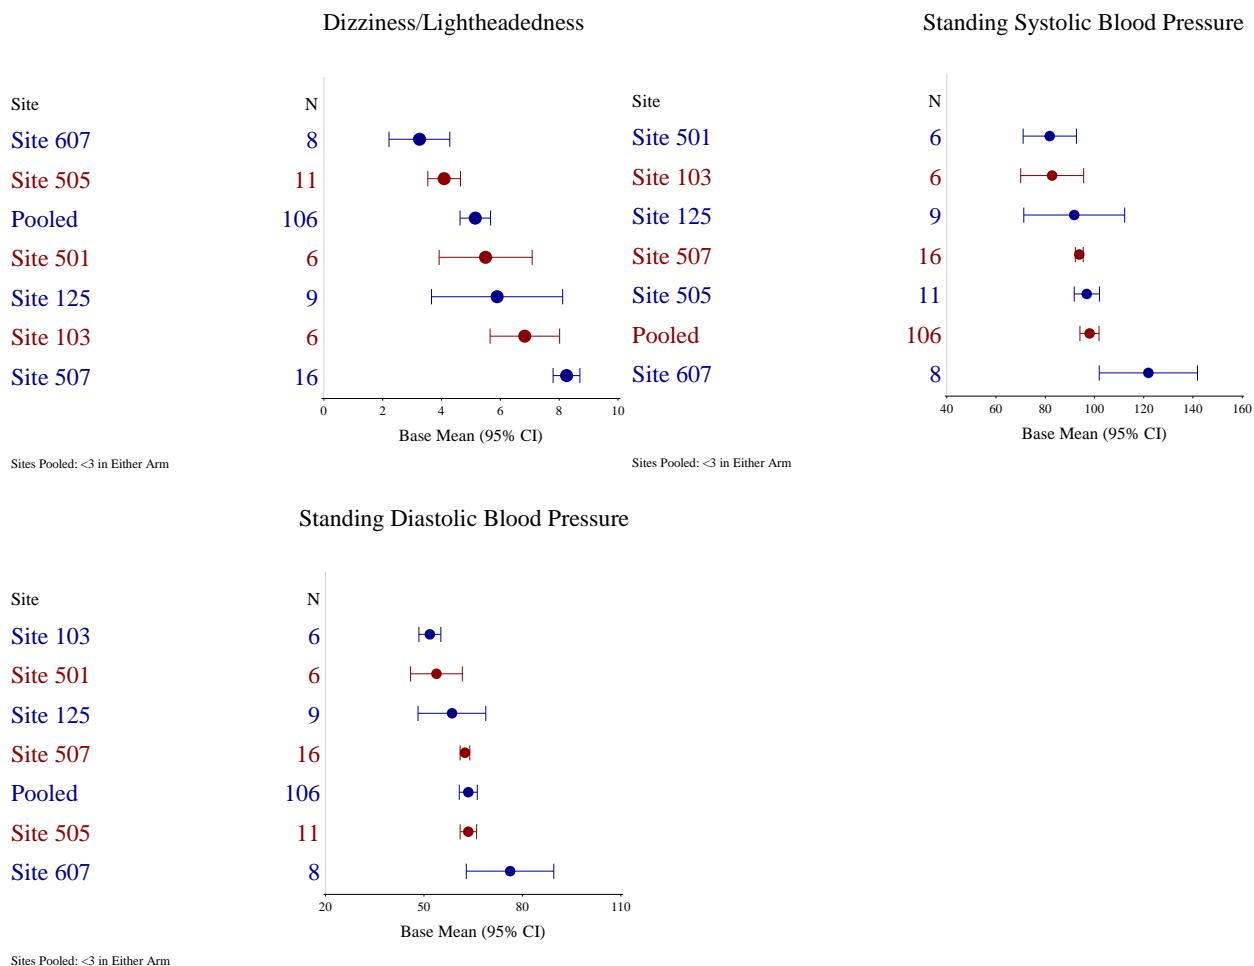 Dizziness/Lightheadedness
Site N
Site 607 8
Site 505 11
Pooled 106
Site 501 6
Site 125 9
Site 103 6
Site 507 16
0 2 4 6 8 10
Base Mean (95% CI)
Sites Pooled: <3 in Either Arm
Standing Systolic Blood Pressure
Site N
Site 501 6
Site 103 6
Site 125 9
Site 507 16
Site 505 11
Pooled 106
Site 607 8
40 60 80 100 120 140 160
Base Mean (95% CI)
Sites Pooled: <3 in Either Arm
Standing Diastolic Blood Pressure
Site N
Site 103 6
Site 501 6
Site 125 9
Site 507 16
Pooled 106
Site 505 11
Site 607 8
20 50 80 110
Base Mean (95% CI)
Sites Pooled: <3 in Either Arm